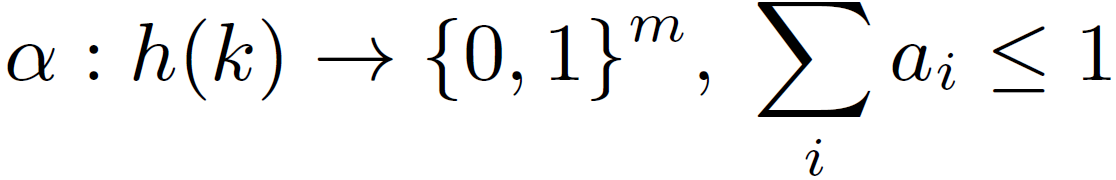 α : h(k) → {0, 1}^m, ∑_i a_i ≤ 1